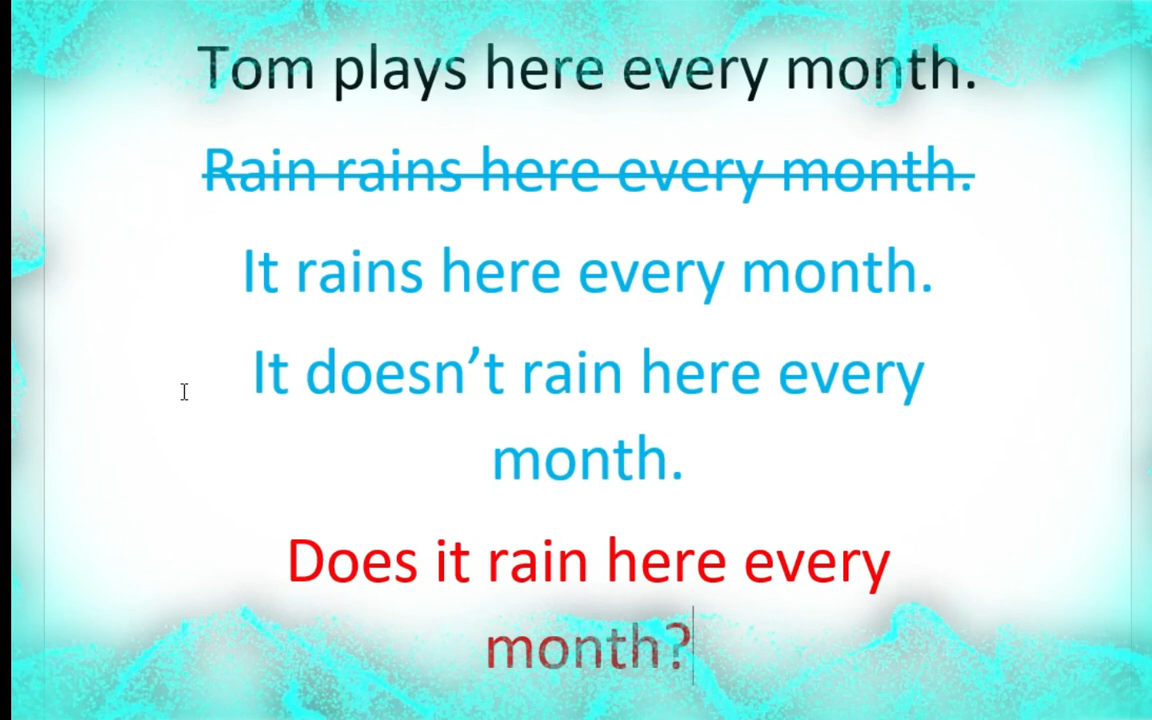 Tom plays here every month.
Rain rains here every month.
It rains here every month.
It doesn’t rain here every
month.
Does it rain here every
month?